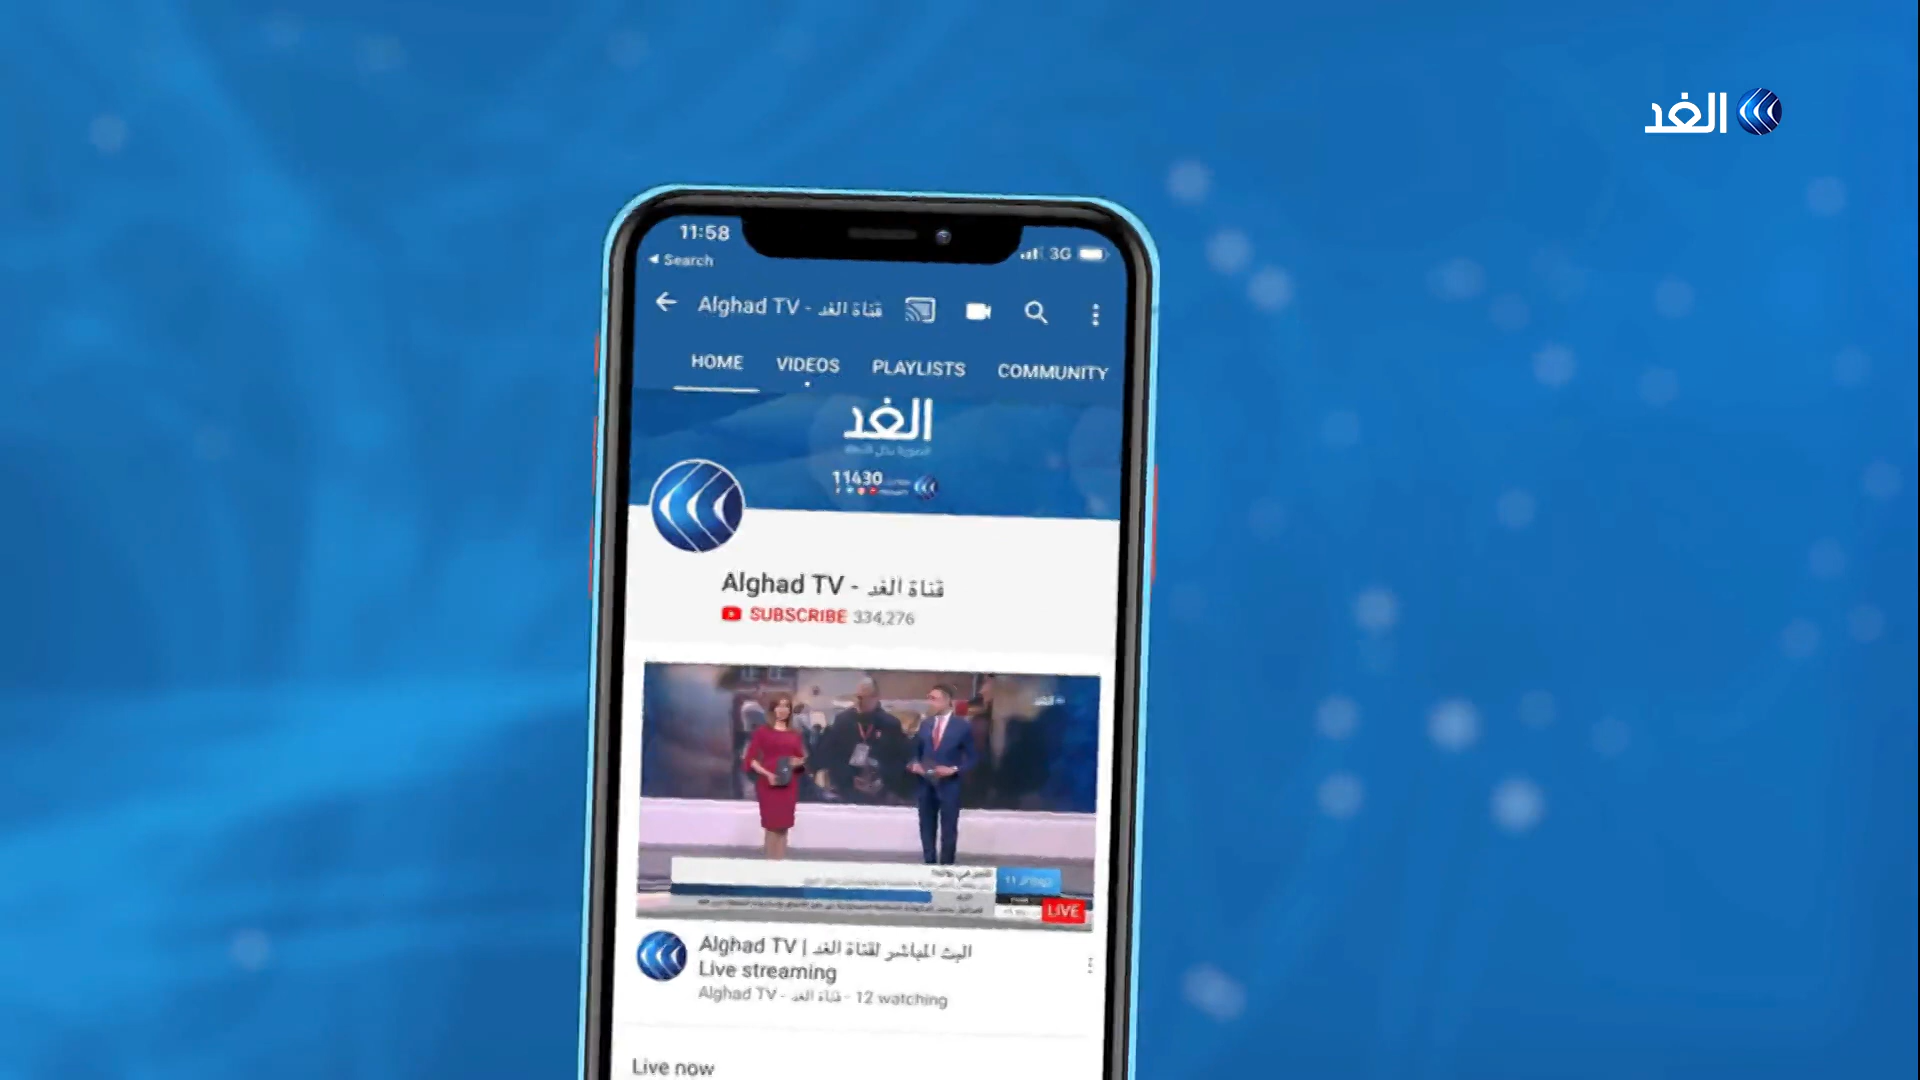 الغد
11:58
Search
3G
Alghad TV - قناة الغد
HOME VIDEOS PLAYLISTS COMMUNITY
الغد
11430
Alghad TV - قناة الغد
SUBSCRIBE 334,276
LIVE
Alghad TV | البث المباشر لقناة الغد
Live streaming
Alghad TV - قناة الغد - 12 watching
Live now